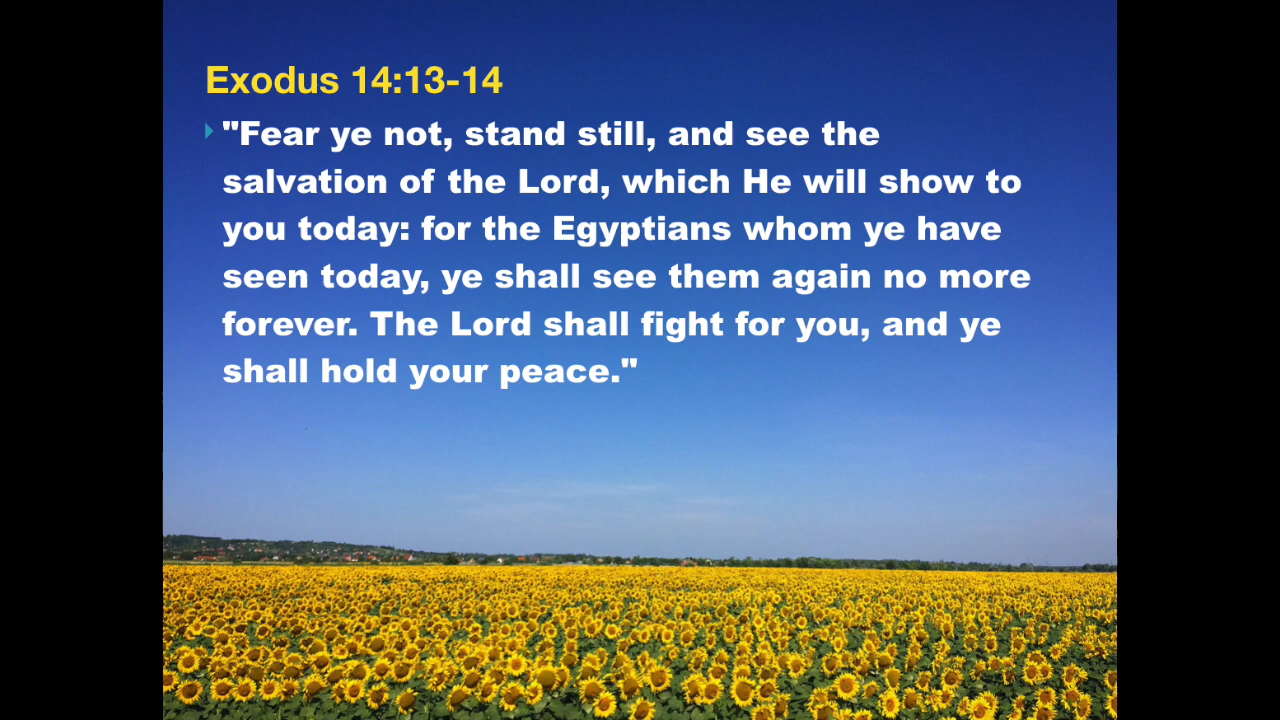 Exodus 14:13-14
"Fear ye not, stand still, and see the
salvation of the Lord, which He will show to
you today: for the Egyptians whom ye have
seen today, ye shall see them again no more
forever. The Lord shall fight for you, and ye
shall hold your peace."